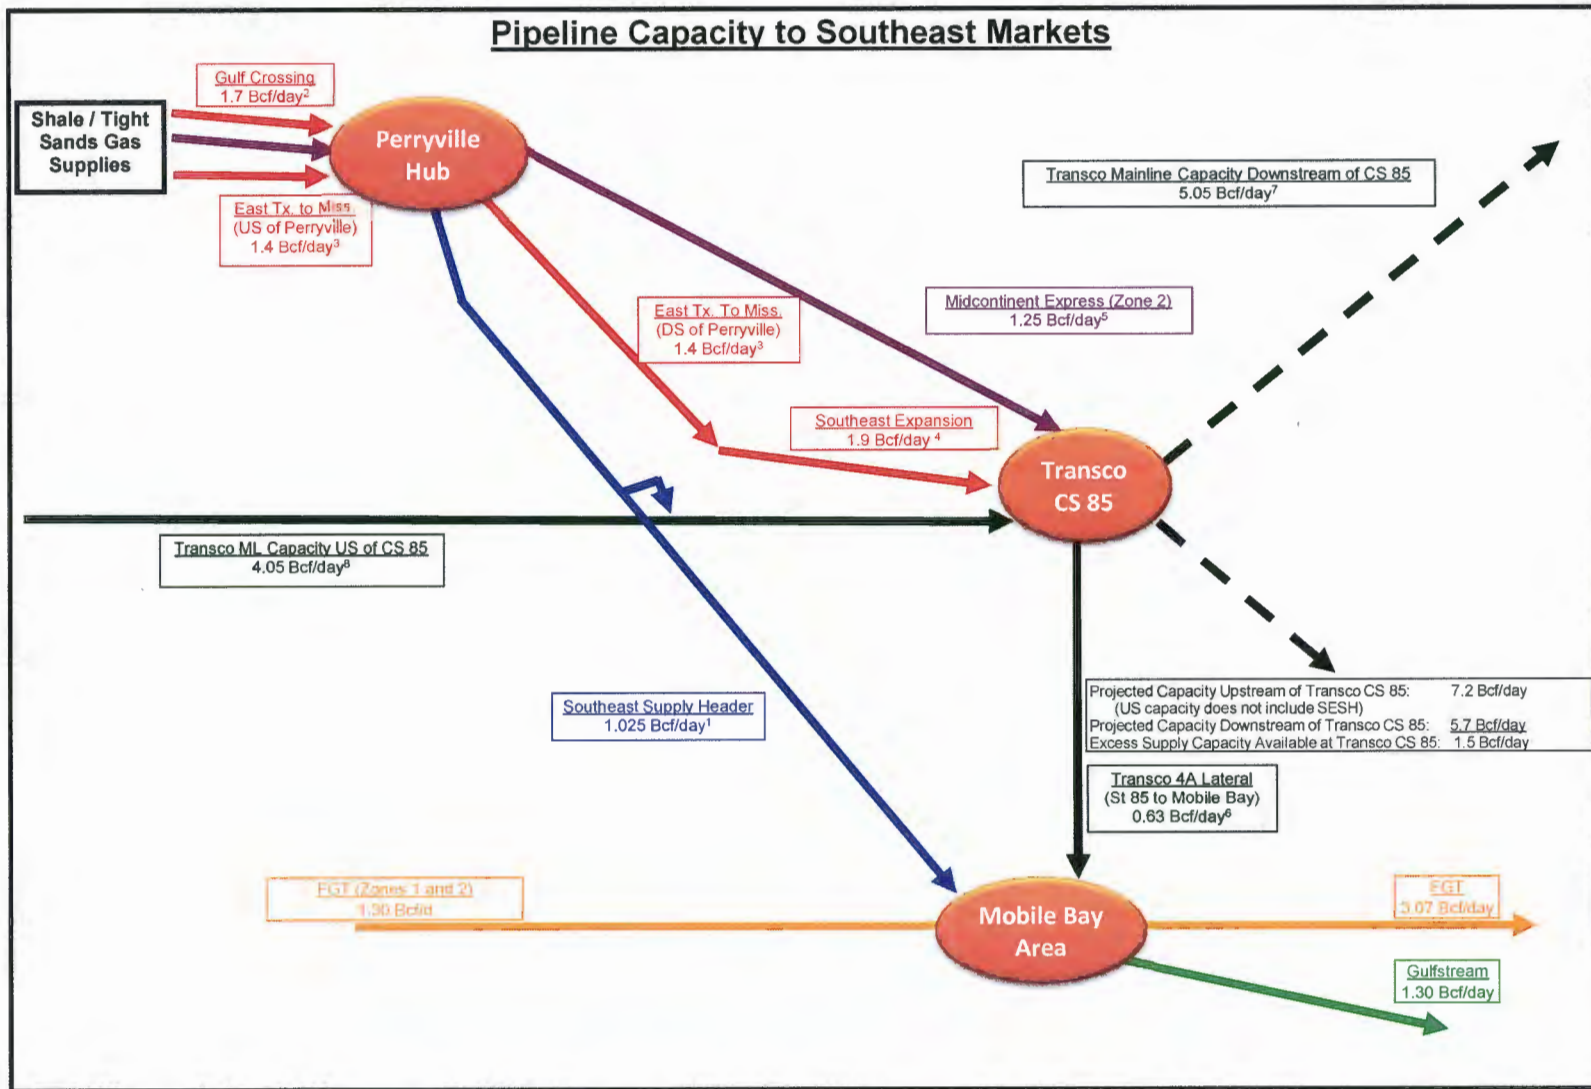 Pipeline Capacity to Southeast Markets
Gulf Crossing
1.7 Bcf/day²
Shale / Tight
Sands Gas
Supplies
Perryville
Hub
East Tx. to Miss.
(US of Perryville)
1.4 Bcf/day³
Transco Mainline Capacity Downstream of CS 85
5.05 Bcf/day⁷
Midcontinent Express (Zone 2)
1.25 Bcf/day⁵
East Tx. To Miss.
(DS of Perryville)
1.4 Bcf/day³
Southeast Expansion
1.9 Bcf/day ⁴
Transco
CS 85
Transco ML Capacity US of CS 85
4.05 Bcf/day⁸
Southeast Supply Header
1.025 Bcf/day¹
Projected Capacity Upstream of Transco CS 85: 7.2 Bcf/day
(US capacity does not include SESH)
Projected Capacity Downstream of Transco CS 85: 5.7 Bcf/day
Excess Supply Capacity Available at Transco CS 85: 1.5 Bcf/day
Transco 4A Lateral
(St 85 to Mobile Bay)
0.63 Bcf/day⁶
FGT (Zones 1 and 2)
1.30 Bcf/d
Mobile Bay
Area
FGT
3.07 Bcf/day
Gulfstream
1.30 Bcf/day